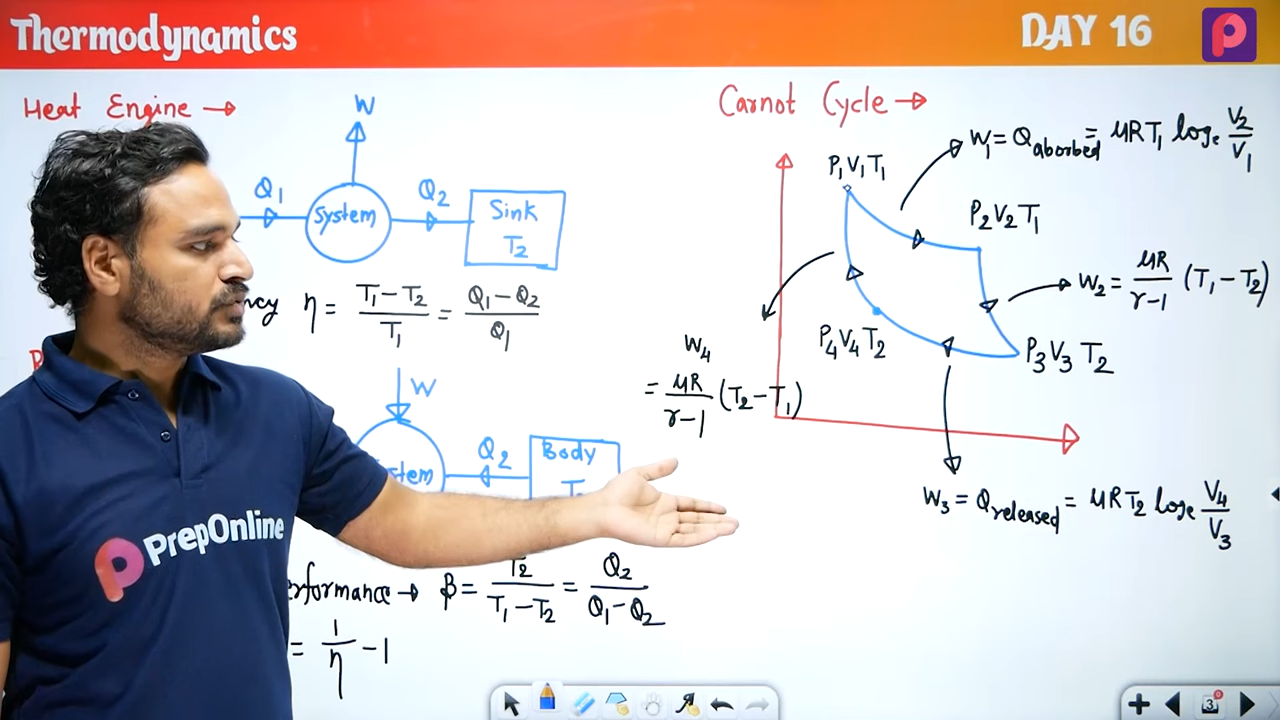 Thermodynamics
DAY 16
Heat Engine →
W
Q1
System
Q2
Sink
T2
η = T1 − T2 / T1 = Q1 − Q2 / Q1
W
Q2
Body
β = T2 / T1 − T2 = Q2 / Q1 − Q2
= 1 / η − 1
PrepOnline
Carnot Cycle →
W1 = Qaborbed = μRT1 loge V2 / V1
P1V1T1
P2V2T1
W2 = μR / r−1 (T1 − T2)
P4V4T2
P3V3T2
W4
= μR / r−1 (T2 − T1)
W3 = Qreleased = μRT2 loge V4 / V3
3